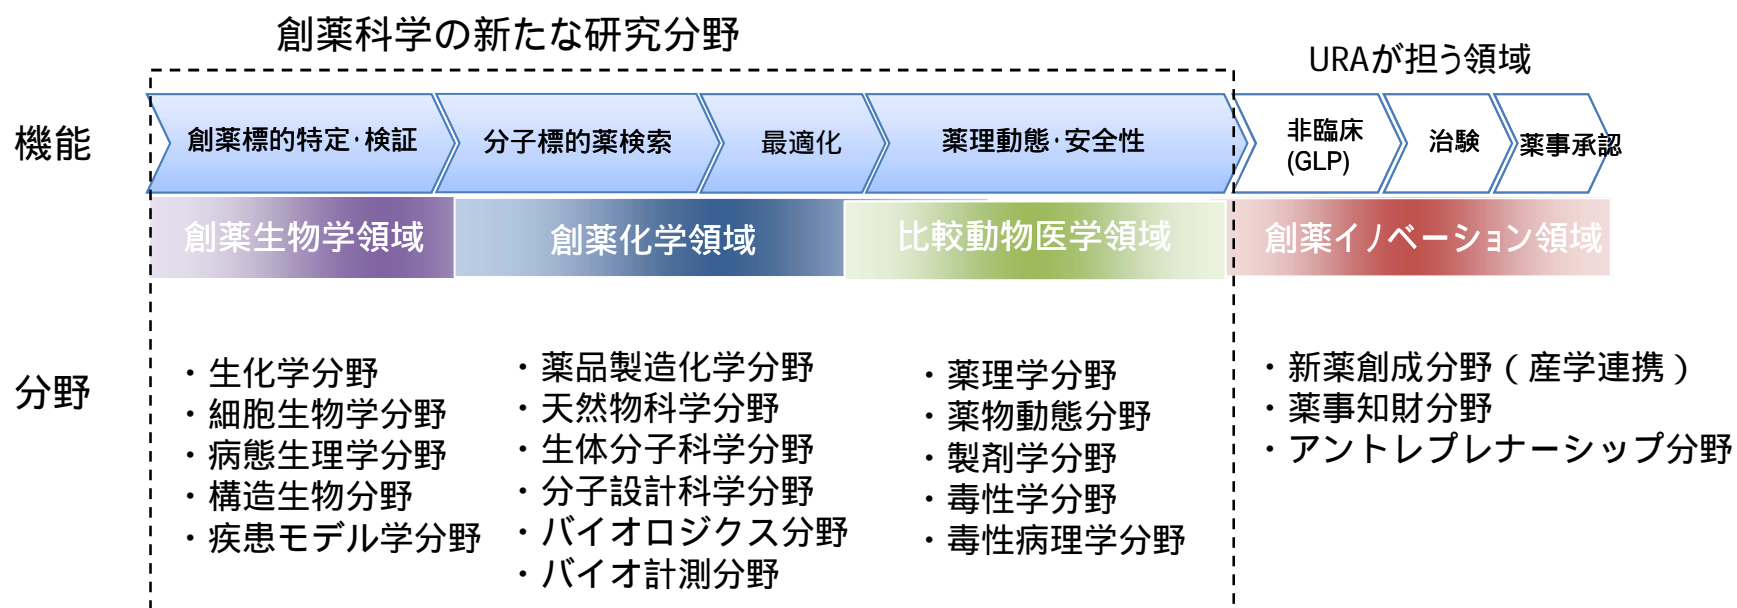 創薬科学の新たな研究分野
URAが担う領域
機能
創薬標的特定・検証
分子標的薬検索
最適化
薬理動態・安全性
非臨床
(GLP)
治験
薬事承認
創薬生物学領域
創薬化学領域
比較動物医学領域
創薬イノベーション領域
分野
・生化学分野
・細胞生物学分野
・病態生理学分野
・構造生物分野
・疾患モデル学分野
・薬品製造化学分野
・天然物科学分野
・生体分子科学分野
・分子設計科学分野
・バイオロジクス分野
・バイオ計測分野
・薬理学分野
・薬物動態分野
・製剤学分野
・毒性学分野
・毒性病理学分野
・新薬創成分野(産学連携)
・薬事知財分野
・アントレプレナーシップ分野